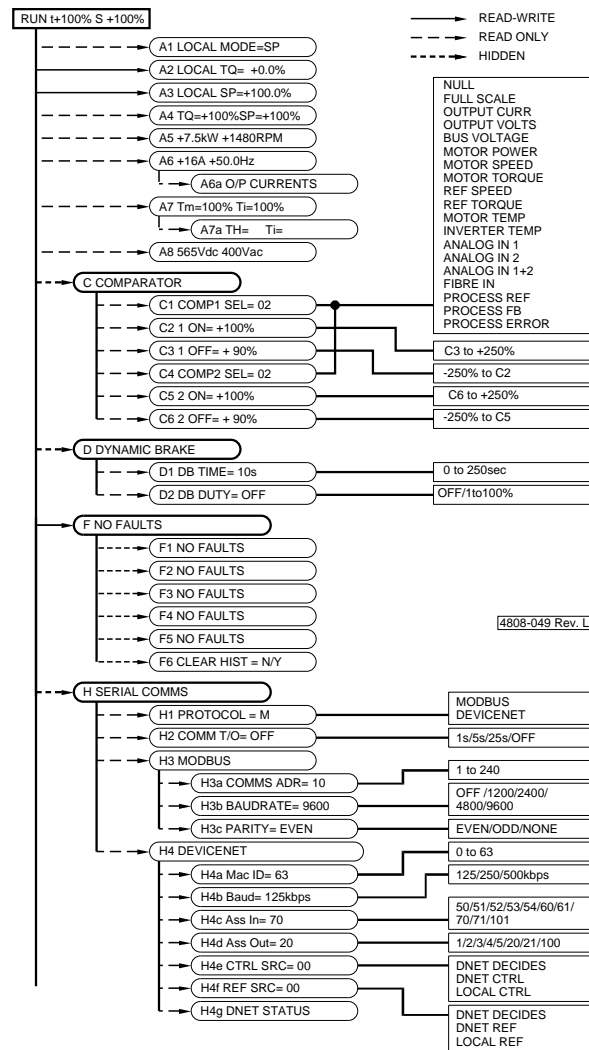 RUN t+100% S +100%
READ-WRITE
READ ONLY
HIDDEN
A1 LOCAL MODE=SP
A2 LOCAL TQ= +0.0%
A3 LOCAL SP=+100.0%
A4 TQ=+100%SP=+100%
A5 +7.5kW +1480RPM
A6 +16A +50.0Hz
A6a O/P CURRENTS
A7 Tm=100% Ti=100%
A7a TH= Ti=
A8 565Vdc 400Vac
NULL
FULL SCALE
OUTPUT CURR
OUTPUT VOLTS
BUS VOLTAGE
MOTOR POWER
MOTOR SPEED
MOTOR TORQUE
REF SPEED
REF TORQUE
MOTOR TEMP
INVERTER TEMP
ANALOG IN 1
ANALOG IN 2
ANALOG IN 1+2
FIBRE IN
PROCESS REF
PROCESS FB
PROCESS ERROR
C COMPARATOR
C1 COMP1 SEL= 02
C2 1 ON= +100%
C3 to +250%
C3 1 OFF= + 90%
-250% to C2
C4 COMP2 SEL= 02
C5 2 ON= +100%
C6 to +250%
C6 2 OFF= + 90%
-250% to C5
D DYNAMIC BRAKE
D1 DB TIME= 10s
0 to 250sec
D2 DB DUTY= OFF
OFF/1to100%
F NO FAULTS
F1 NO FAULTS
F2 NO FAULTS
F3 NO FAULTS
F4 NO FAULTS
F5 NO FAULTS
F6 CLEAR HIST = N/Y
4808-049 Rev. L
H SERIAL COMMS
H1 PROTOCOL = M
MODBUS
DEVICENET
H2 COMM T/O= OFF
1s/5s/25s/OFF
H3 MODBUS
H3a COMMS ADR= 10
1 to 240
H3b BAUDRATE= 9600
OFF /1200/2400/
4800/9600
H3c PARITY= EVEN
EVEN/ODD/NONE
H4 DEVICENET
H4a Mac ID= 63
0 to 63
H4b Baud= 125kbps
125/250/500kbps
H4c Ass In= 70
50/51/52/53/54/60/61/
70/71/101
H4d Ass Out= 20
1/2/3/4/5/20/21/100
H4e CTRL SRC= 00
DNET DECIDES
DNET CTRL
LOCAL CTRL
H4f REF SRC= 00
H4g DNET STATUS
DNET DECIDES
DNET REF
LOCAL REF